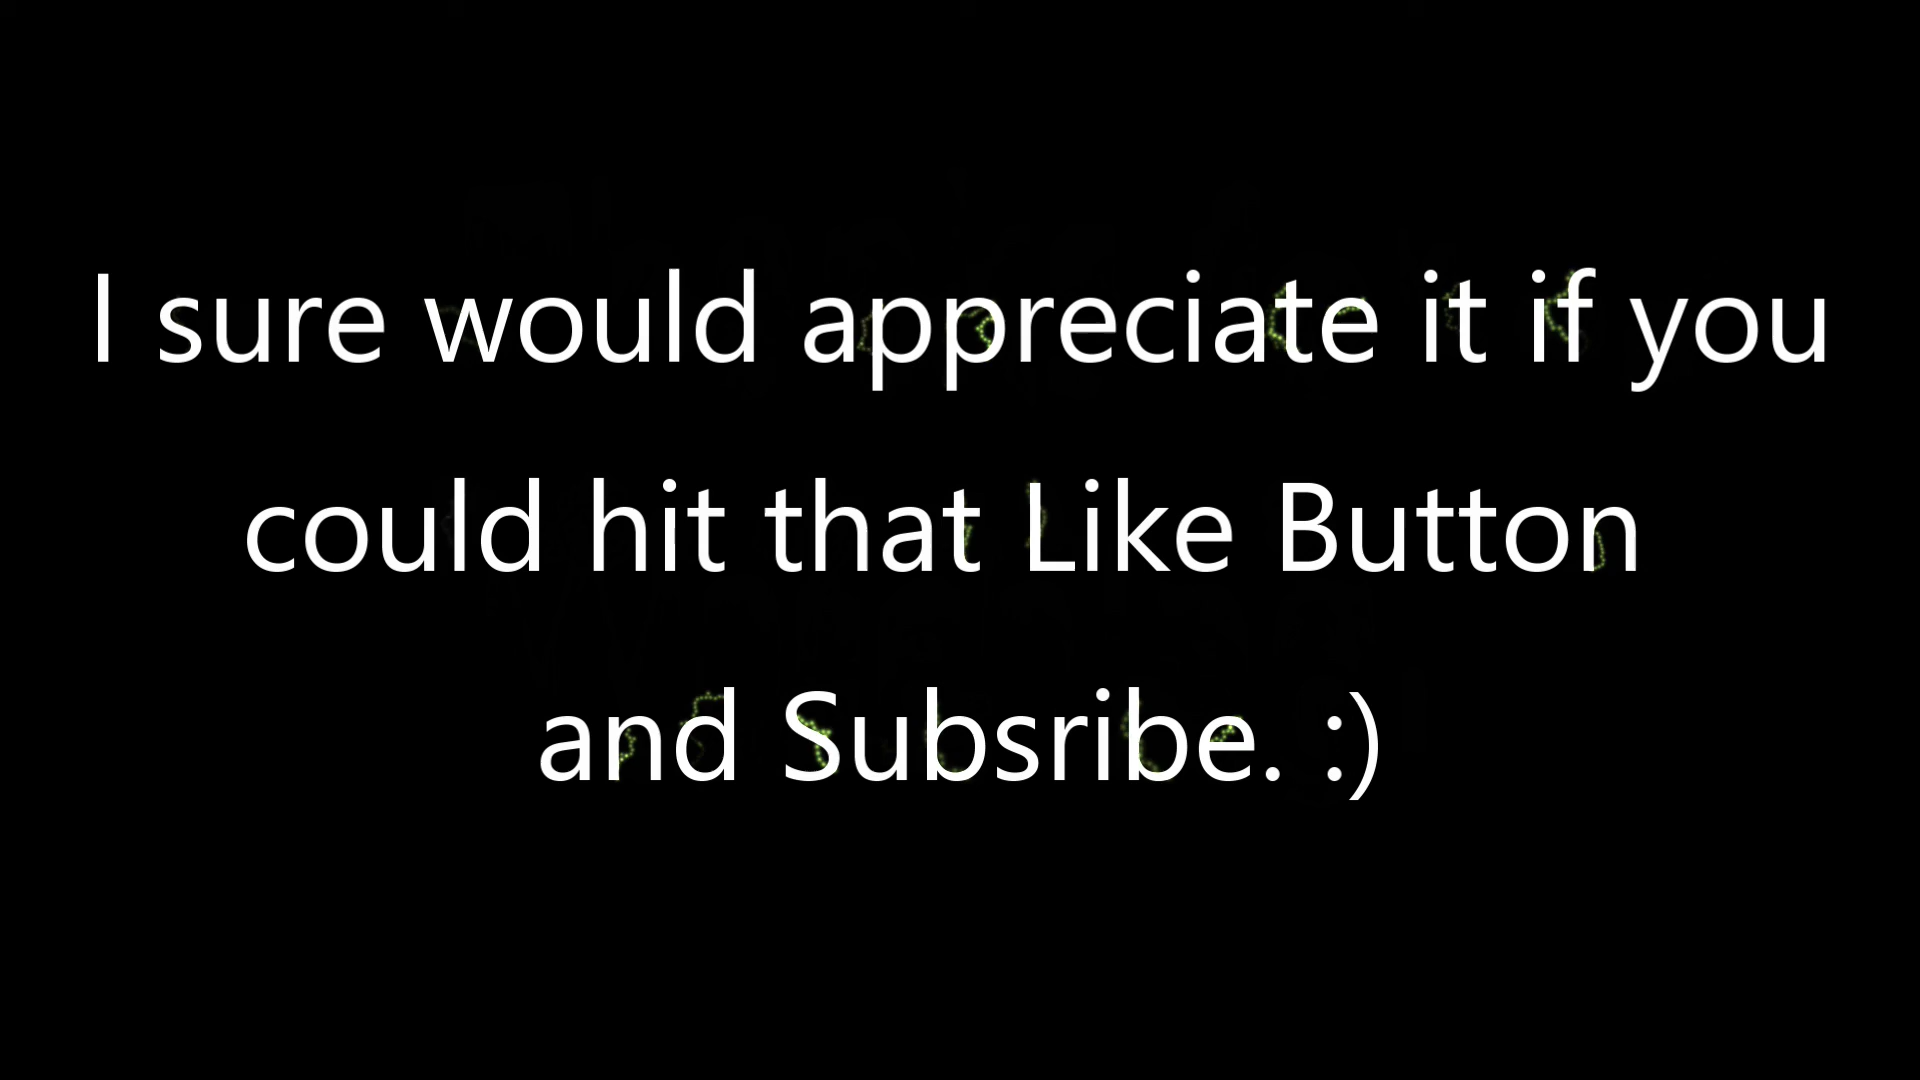 I sure would appreciate it if you
could hit that Like Button
and Subsribe. :)